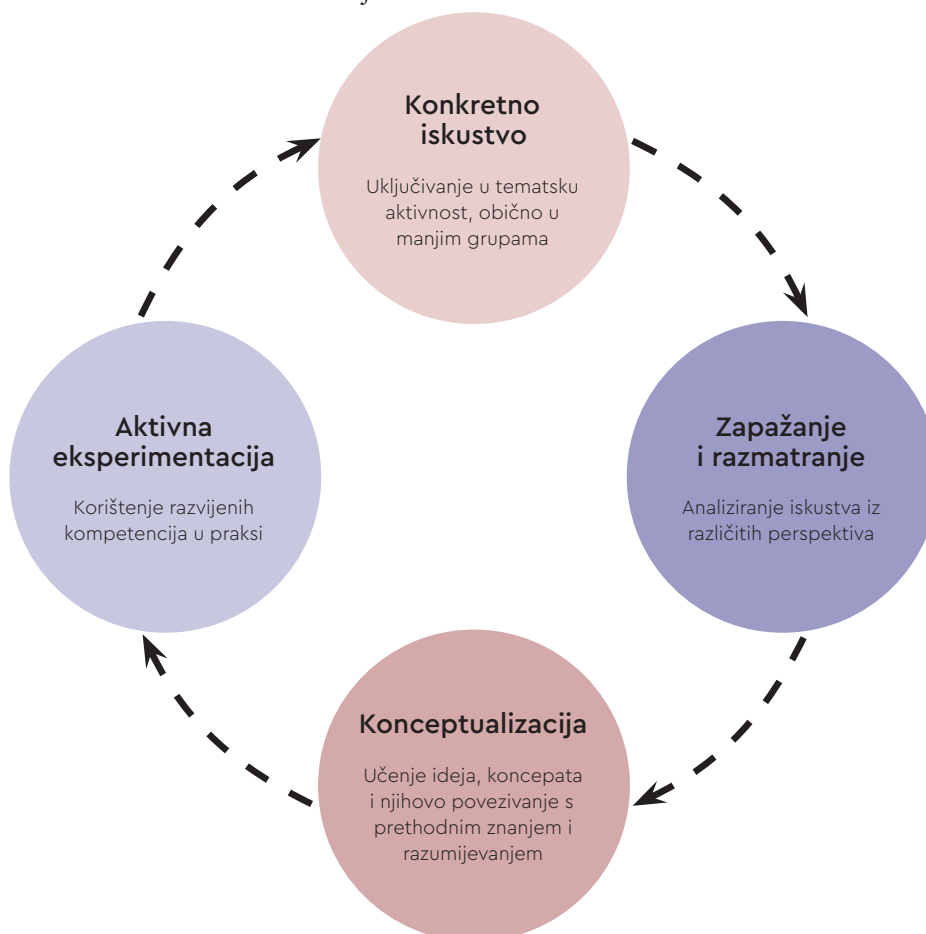 Konkretno
iskustvo
Uključivanje u tematsku
aktivnost, obično u
manjim grupama
Zapažanje
i razmatranje
Analiziranje iskustva iz
različitih perspektiva
Konceptualizacija
Učenje ideja, koncepata
i njihovo povezivanje s
prethodnim znanjem i
razumijevanjem
Aktivna
eksperimentacija
Korištenje razvijenih
kompetencija u praksi